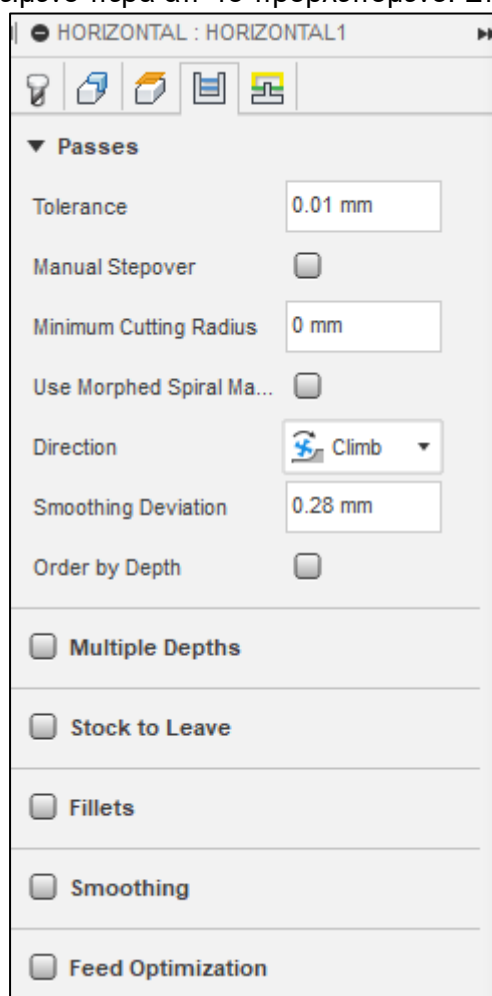 HORIZONTAL : HORIZONTAL1
Passes
Tolerance 0.01 mm
Manual Stepover
Minimum Cutting Radius 0 mm
Use Morphed Spiral Ma...
Direction Climb
Smoothing Deviation 0.28 mm
Order by Depth
Multiple Depths
Stock to Leave
Fillets
Smoothing
Feed Optimization